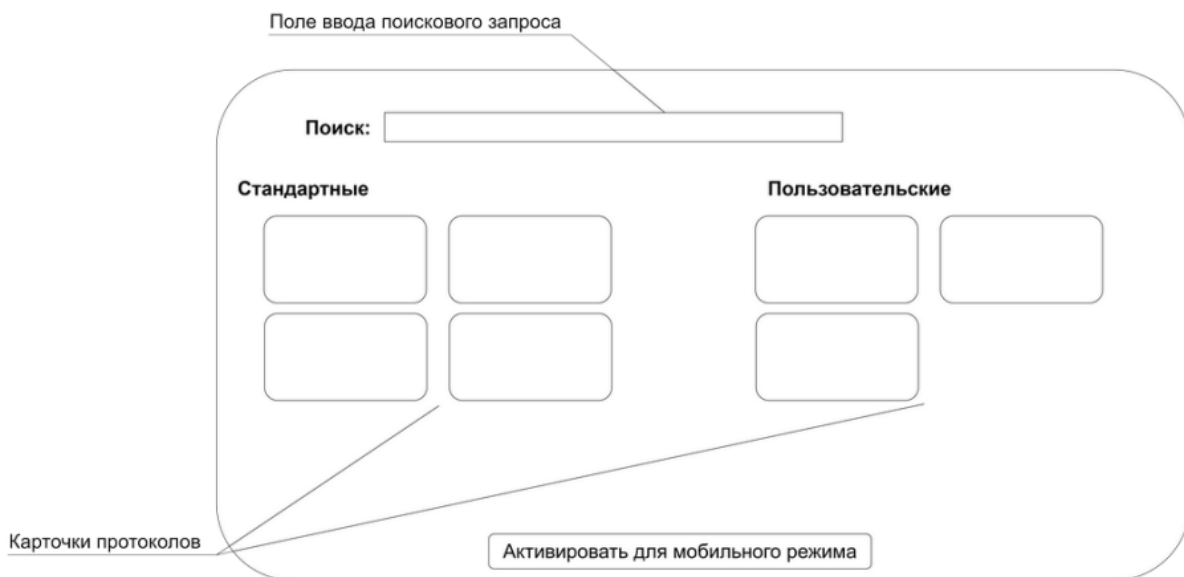 Поле ввода поискового запроса
Поиск:
Стандартные
Пользовательские
Карточки протоколов
Активировать для мобильного режима